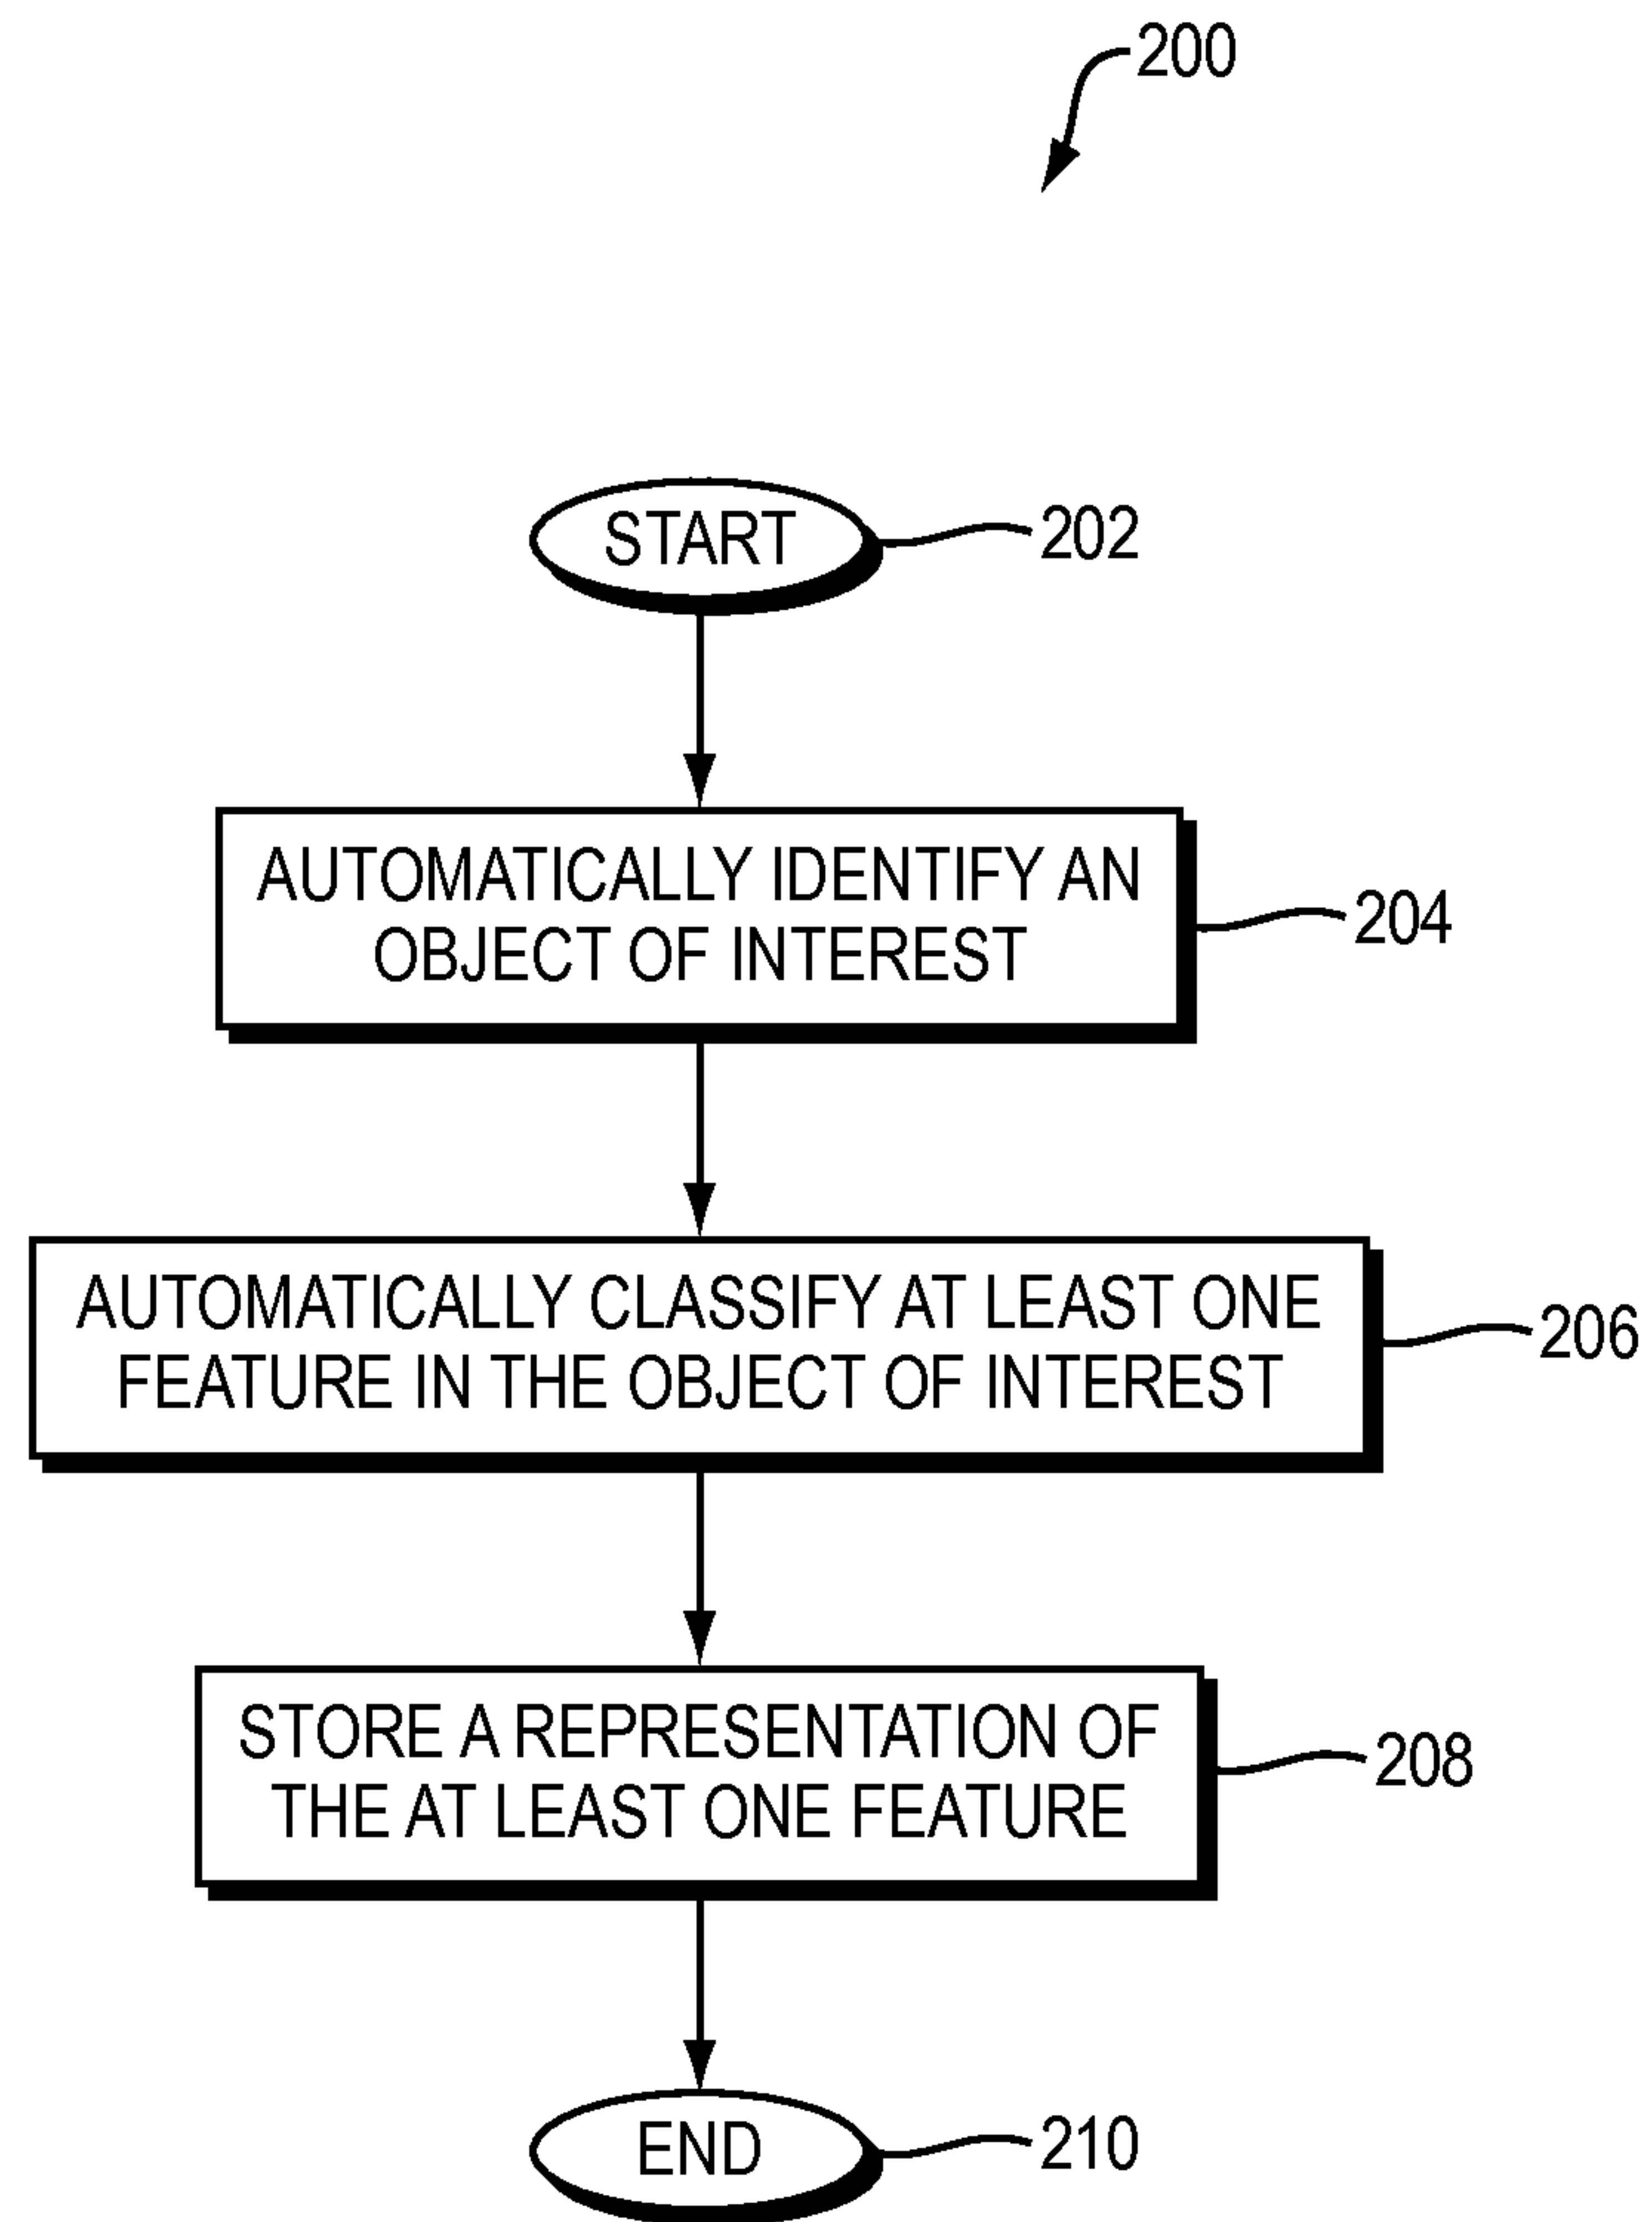 200
START
202
AUTOMATICALLY IDENTIFY AN
OBJECT OF INTEREST
204
AUTOMATICALLY CLASSIFY AT LEAST ONE
FEATURE IN THE OBJECT OF INTEREST
206
STORE A REPRESENTATION OF
THE AT LEAST ONE FEATURE
208
END
210